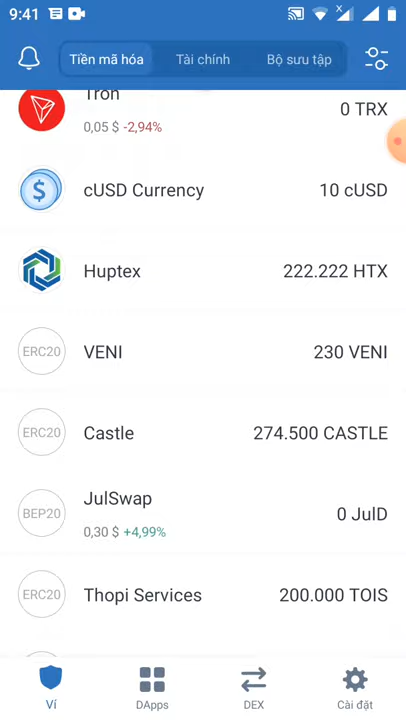 9:41
Tiền mã hóa
Tài chính
Bộ sưu tập
Tron
0,05 $ -2,94%
0 TRX
cUSD Currency
10 cUSD
Huptex
222.222 HTX
ERC20
VENI
230 VENI
ERC20
Castle
274.500 CASTLE
BEP20
JulSwap
0,30 $ +4,99%
0 JulD
ERC20
Thopi Services
200.000 TOIS
Ví
DApps
DEX
Cài đặt